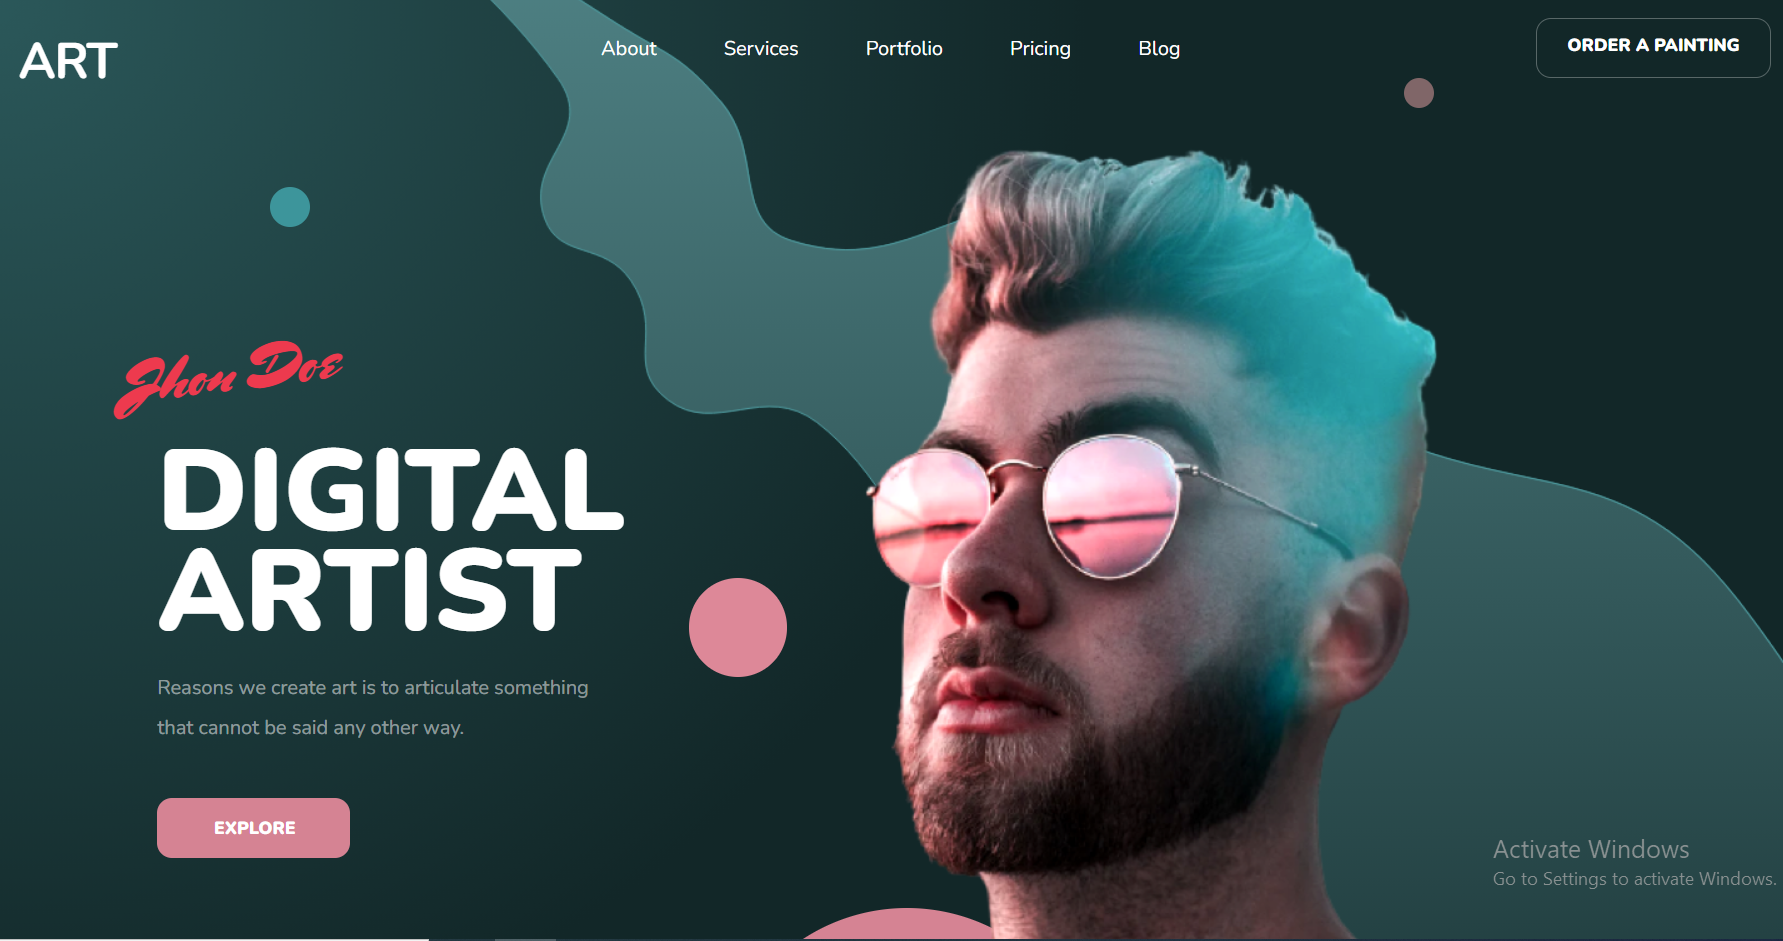 ART
About
Services
Portfolio
Pricing
Blog
ORDER A PAINTING
Jhon Doe
DIGITAL
ARTIST
Reasons we create art is to articulate something
that cannot be said any other way.
EXPLORE
Activate Windows
Go to Settings to activate Windows.